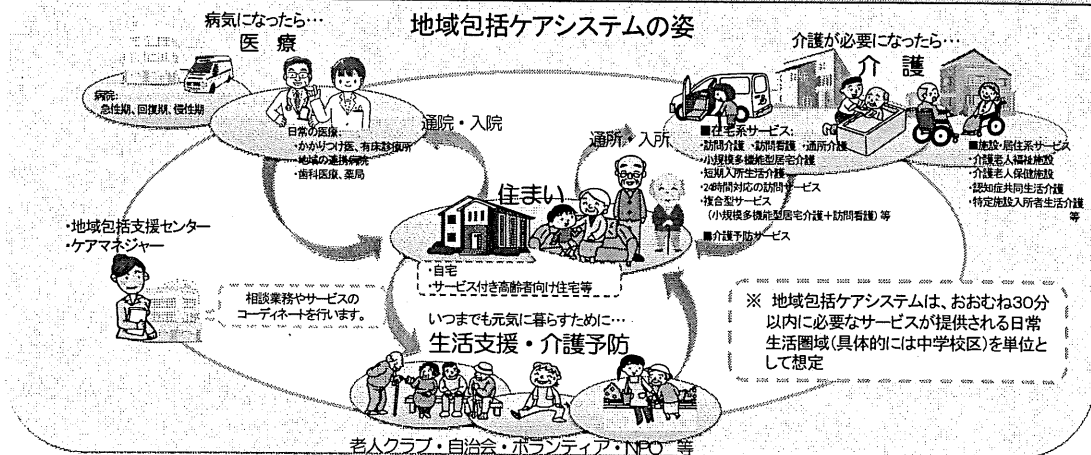 地域包括ケアシステムの姿
病気になったら…
医 療
病院:
急性期、回復期、慢性期
日常の医療:
・かかりつけ医、有床診療所
地域の連携病院
・歯科医療、薬局
通院・入院
通所・入所
介護が必要になったら…
介 護
■在宅系サービス:
・訪問介護 ・訪問看護 ・通所介護
・小規模多機能型居宅介護
・短期入所生活介護
・24時間対応の訪問サービス
・複合型サービス
(小規模多機能型居宅介護+訪問看護)等
■介護予防サービス
■施設・居住系サービス
・介護老人福祉施設
・介護老人保健施設
・認知症共同生活介護
・特定施設入所者生活介護
等
住まい
・自宅
・サービス付き高齢者向け住宅等
・地域包括支援センター
・ケアマネジャー
相談業務やサービスの
コーディネートを行います。
いつまでも元気に暮らすために…
生活支援・介護予防
老人クラブ・自治会・ボランティア・NPO 等
※ 地域包括ケアシステムは、おおむね30分
以内に必要なサービスが提供される日常
生活圏域(具体的には中学校区)を単位と
して想定